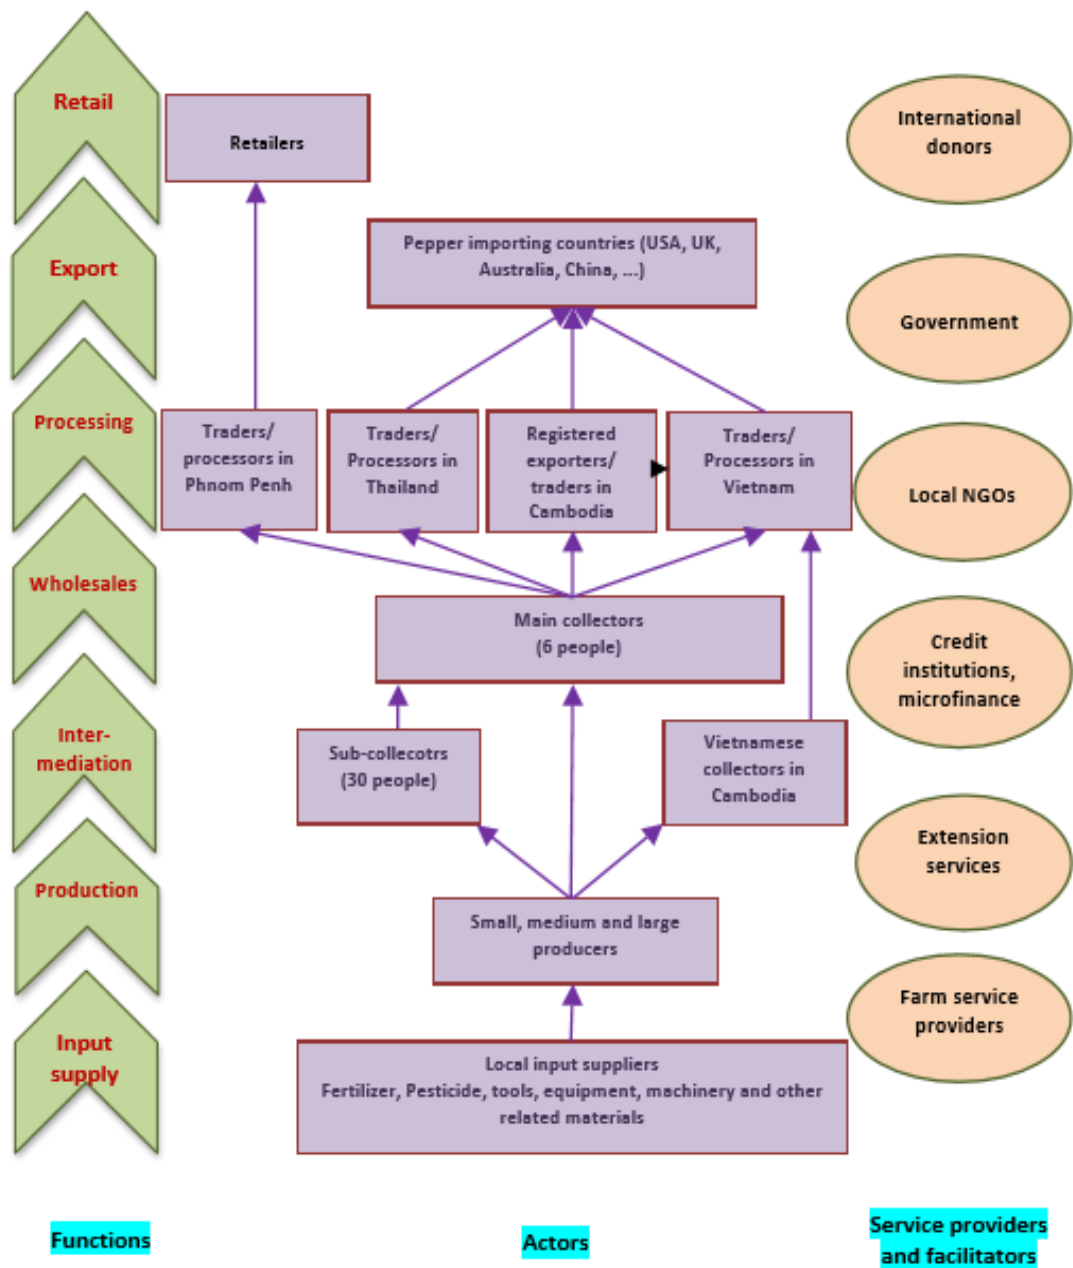 Retail
Retailers
International
donors
Pepper importing countries (USA, UK,
Australia, China, ...)
Export
Government
Processing
Traders/
processors in
Phnom Penh
Traders/
Processors in
Thailand
Registered
exporters/
traders in
Cambodia
Traders/
Processors in
Vietnam
Local NGOs
Wholesales
Main collectors
(6 people)
Credit
institutions,
microfinance
Inter-
mediation
Sub-collecotrs
(30 people)
Vietnamese
collectors in
Cambodia
Extension
services
Production
Small, medium and large
producers
Farm service
providers
Input
supply
Local input suppliers
Fertilizer, Pesticide, tools, equipment, machinery and other
related materials
Functions
Actors
Service providers
and facilitators